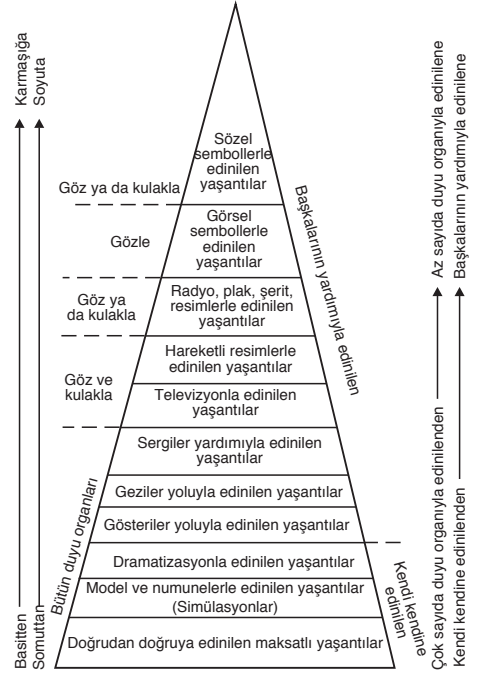 Karmaşığa
Soyuta
Basitten
Somuttan
Göz ya da kulakla
Gözle
Göz ya
da kulakla
Göz ve
kulakla
Bütün duyu organları
Sözel
sembollerle
edinilen
yaşantılar
Görsel
sembollerle
edinilen
yaşantılar
Radyo, plak, şerit,
resimlerle edinilen
yaşantılar
Hareketli resimlerle
edinilen yaşantılar
Televizyonla edinilen
yaşantılar
Sergiler yardımıyla edinilen
yaşantılar
Geziler yoluyla edinilen yaşantılar
Gösteriler yoluyla edinilen yaşantılar
Dramatizasyonla edinilen yaşantılar
Model ve numunelerle edinilen yaşantılar
(Simülasyonlar)
Doğrudan doğruya edinilen maksatlı yaşantılar
Başkalarının yardımıyla edinilen
Kendi kendine
edinilen
Az sayıda duyu organıyla edinilene
Başkalarının yardımıyla edinilene
Çok sayıda duyu organıyla edinilenden
Kendi kendine edinilenden